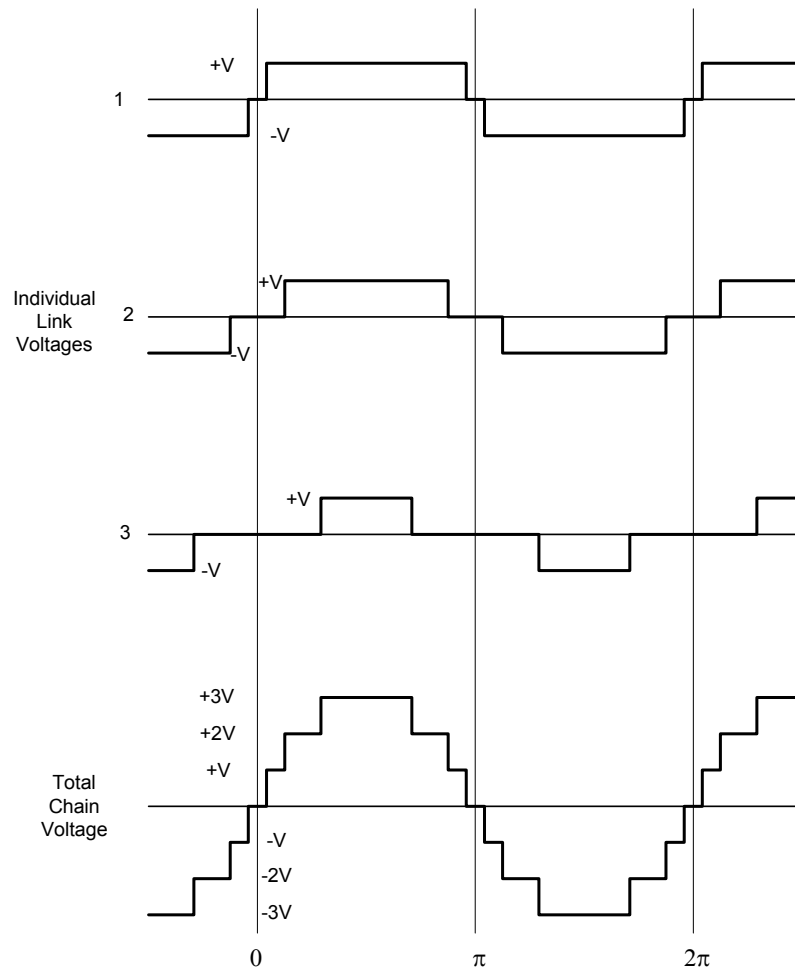 +V
1
-V
+V
Individual
Link
Voltages
2
-V
+V
3
-V
+3V
+2V
+V
Total
Chain
Voltage
-V
-2V
-3V
0
π
2π